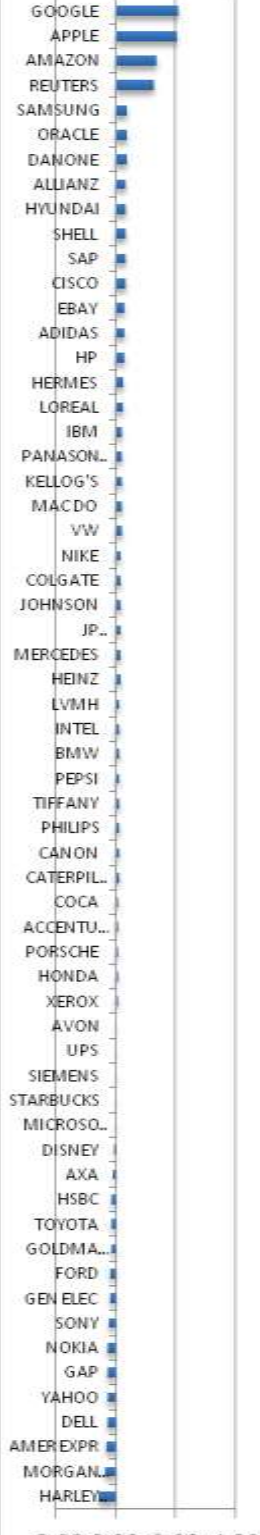 GOOGLE
APPLE
AMAZON
REUTERS
SAMSUNG
ORACLE
DANONE
ALLIANZ
HYUNDAI
SHELL
SAP
CISCO
EBAY
ADIDAS
HP
HERMES
LOREAL
IBM
PANASON..
KELLOG'S
MAC DO
VW
NIKE
COLGATE
JOHNSON
JP..
MERCEDES
HEINZ
LVMH
INTEL
BMW
PEPSI
TIFFANY
PHILIPS
CANON
CATERPIL..
COCA
ACCENTU...
PORSCHE
HONDA
XEROX
AVON
UPS
SIEMENS
STARBUCKS
MICROSO..
DISNEY
AXA
HSBC
TOYOTA
GOLDMA...
FORD
GEN ELEC
SONY
NOKIA
GAP
YAHOO
DELL
AMEREXPR
MORGAN..
HARLEY..